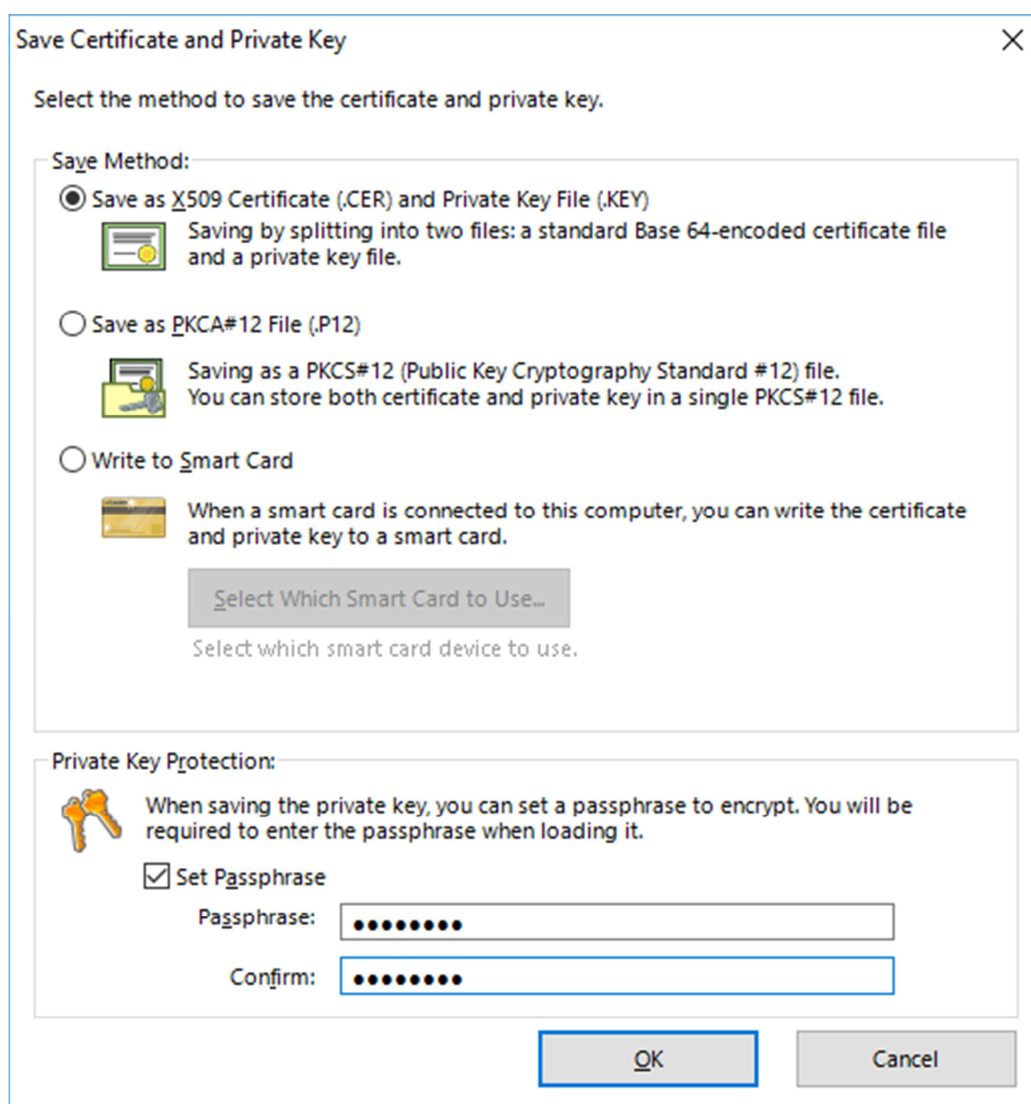 Save Certificate and Private Key
Select the method to save the certificate and private key.
Save Method:
Save as X509 Certificate (.CER) and Private Key File (.KEY)
Saving by splitting into two files: a standard Base 64-encoded certificate file
and a private key file.
Save as PKCA#12 File (.P12)
Saving as a PKCS#12 (Public Key Cryptography Standard #12) file.
You can store both certificate and private key in a single PKCS#12 file.
Write to Smart Card
When a smart card is connected to this computer, you can write the certificate
and private key to a smart card.
Select Which Smart Card to Use...
Select which smart card device to use.
Private Key Protection:
When saving the private key, you can set a passphrase to encrypt. You will be
required to enter the passphrase when loading it.
Set Passphrase
Passphrase: ●●●●●●●●
Confirm: ●●●●●●●●
OK Cancel